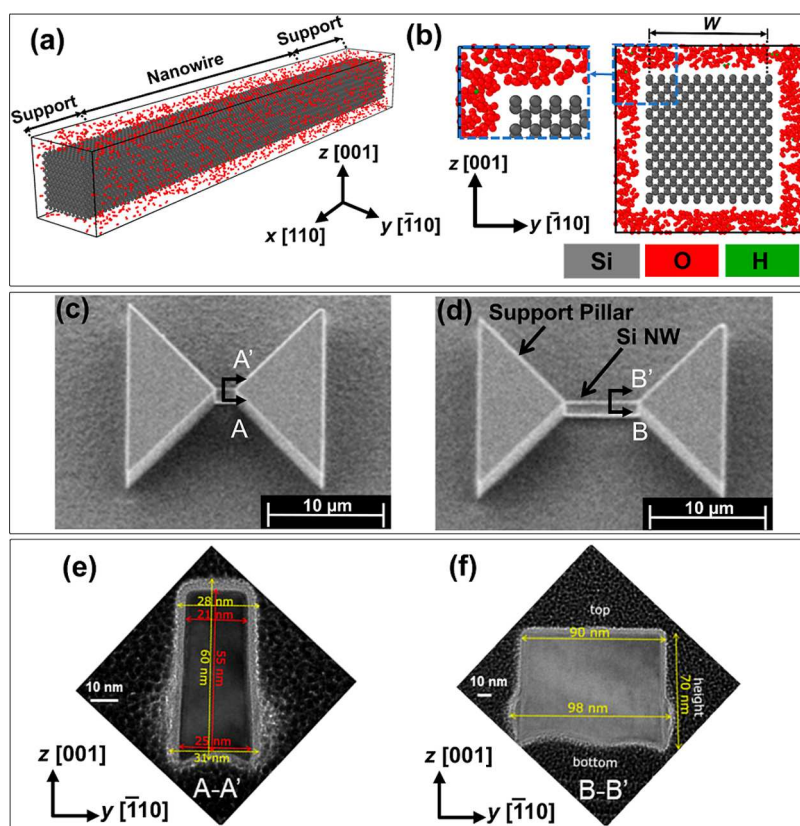 (a)
Support
Nanowire
Support
z [001]
x [110]
y [1̄10]
(b)
W
z [001]
y [1̄10]
Si
O
H
(c)
A'
A
10 µm
(d)
Support Pillar
Si NW
B'
B
10 µm
(e)
28 nm
21 nm
60 nm
55 nm
10 nm
25 nm
31 nm
A-A'
z [001]
y [1̄10]
(f)
top
90 nm
height
70 nm
10 nm
98 nm
bottom
B-B'
z [001]
y [1̄10]